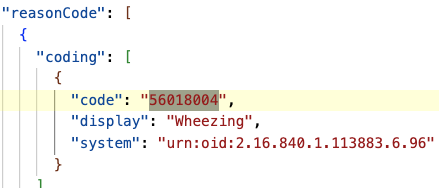 "reasonCode": [
{
"coding": [
{
"code": "56018004",
"display": "Wheezing",
"system": "urn:oid:2.16.840.1.113883.6.96"
}
]